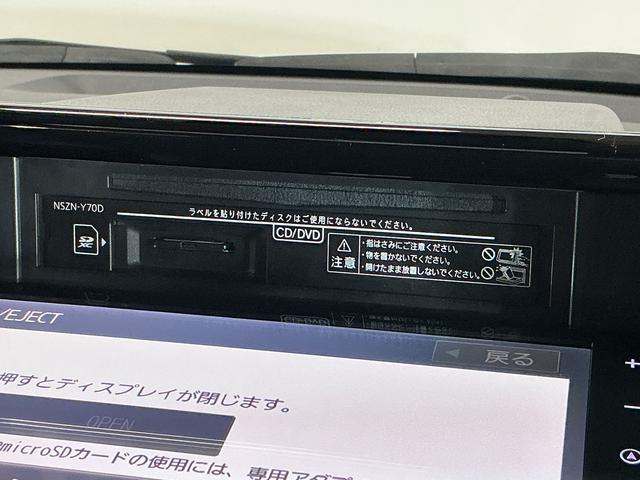 NSZN-Y70D
ラベルを貼り付けたディスクはご使用にならないでください。
CD/DVD
注意
・指はさみにご注意ください。
・物を置かないでください。
・開けたまま放置しないでください。
EJECT
戻る
押すとディスプレイが閉じます。
OPEN
microSDカードの使用には、専用アダプ